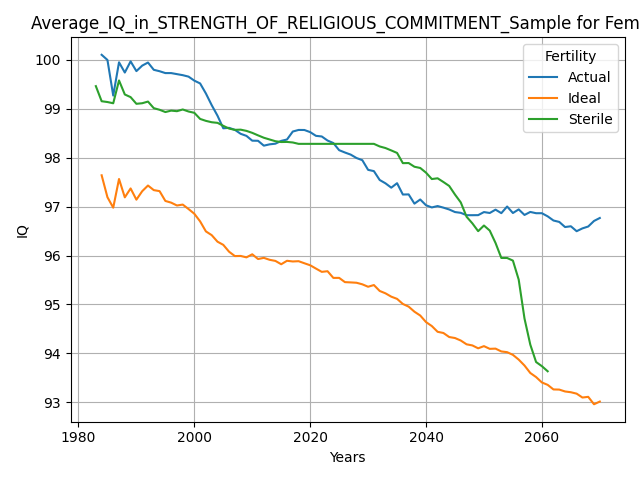 Average_IQ_in_STRENGTH_OF_RELIGIOUS_COMMITMENT_Sample for Fem
Fertility
Actual
Ideal
Sterile
IQ
100
99
98
97
96
95
94
93
1980
2000
2020
2040
2060
Years